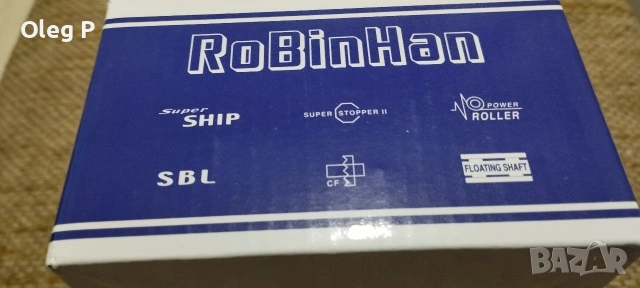 Oleg P
RoBinHan
Super SHIP
SUPER STOPPER II
POWER ROLLER
SBL
CF
FLOATING SHAFT
BAZAR